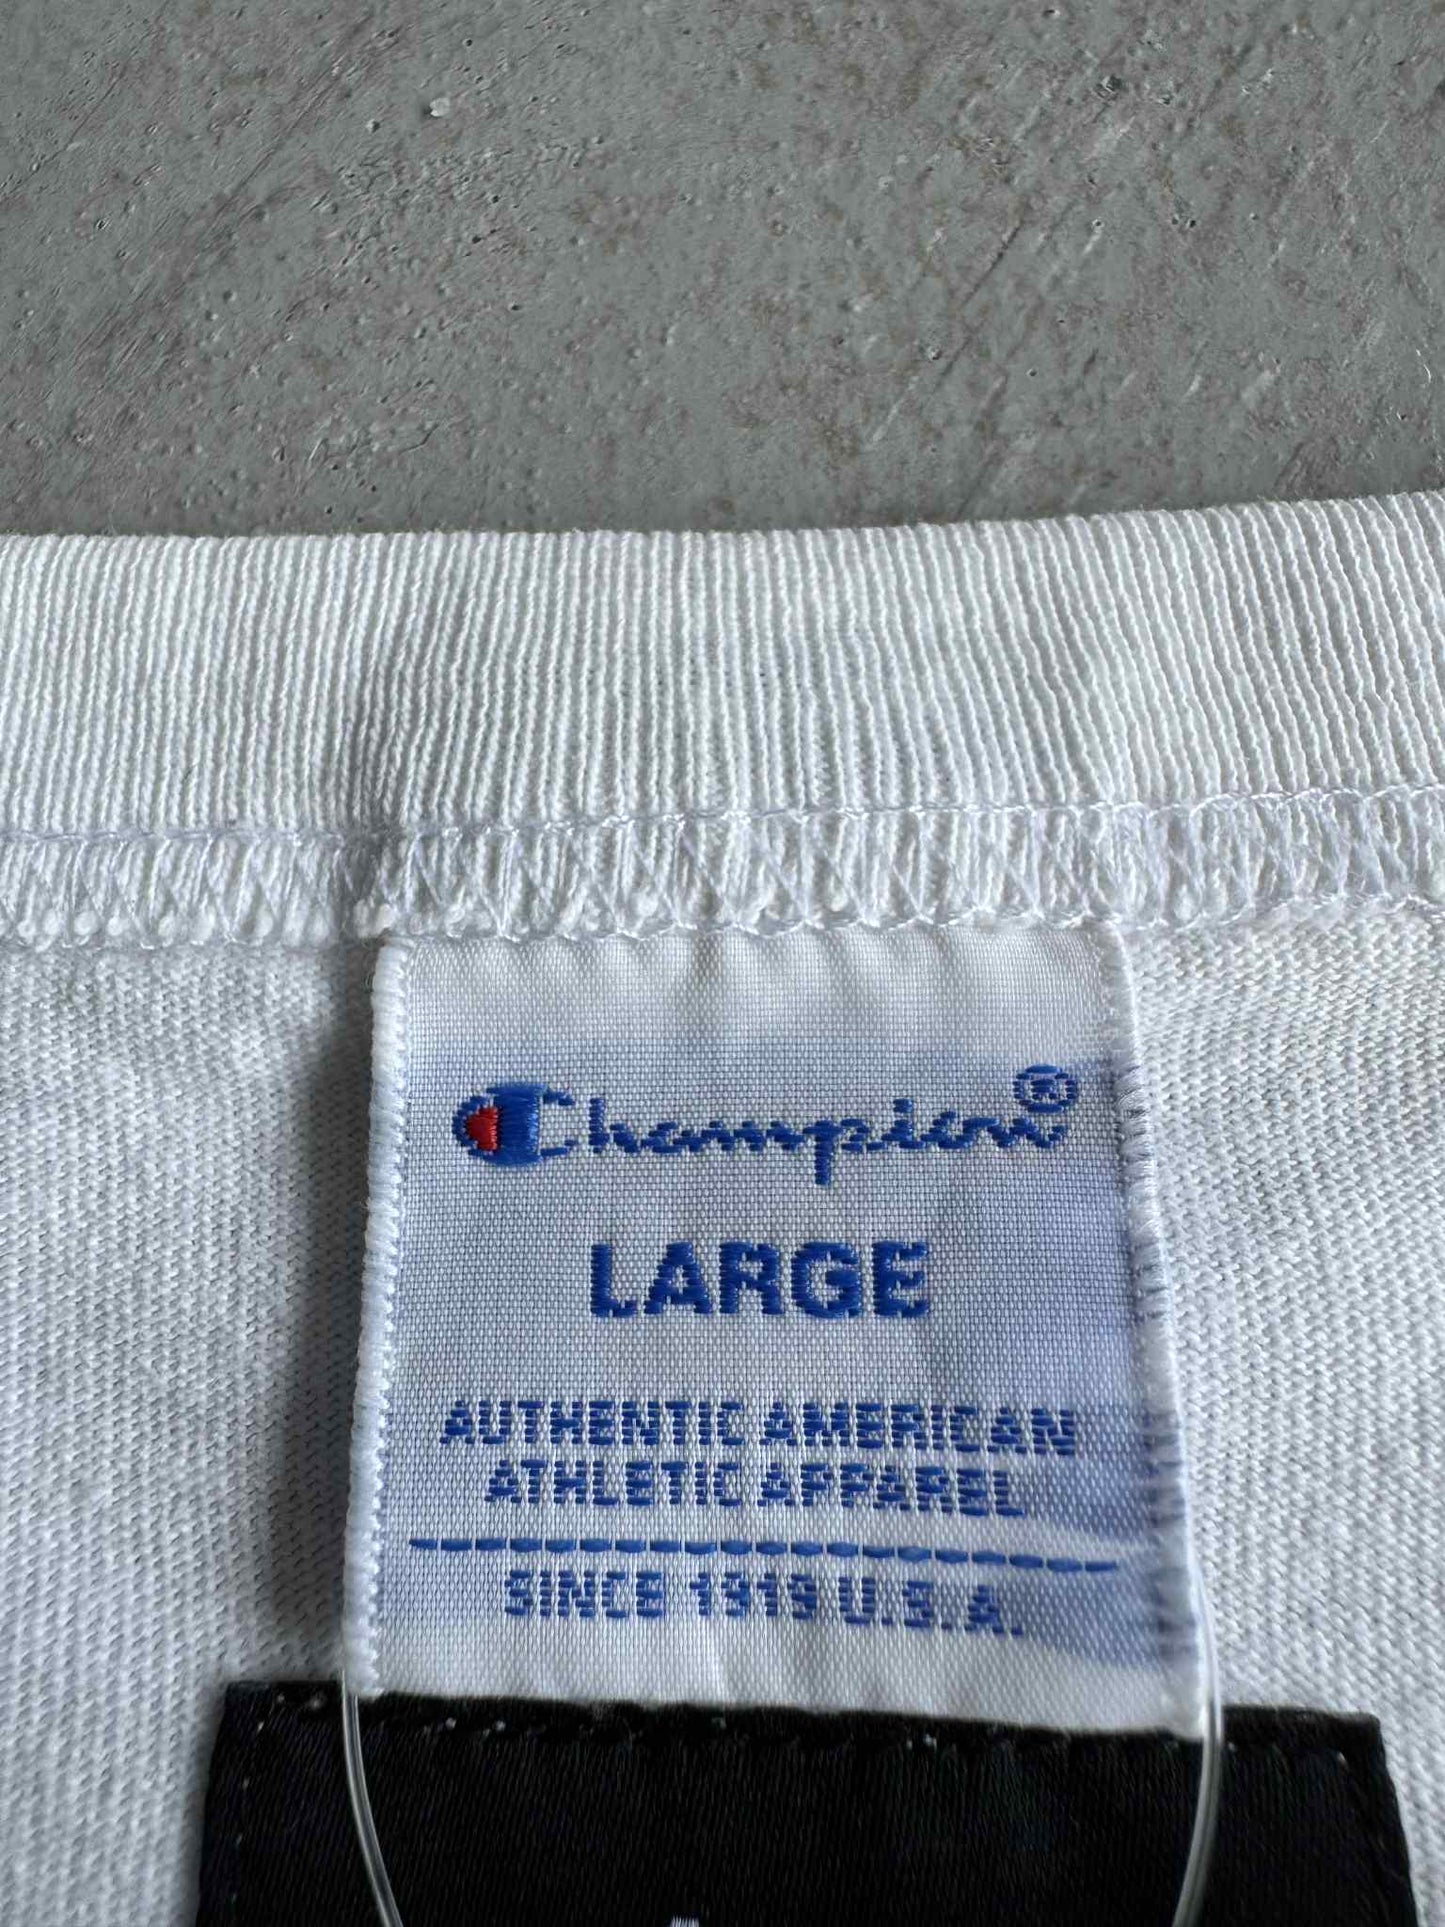 Champion®
LARGE
AUTHENTIC AMERICAN
ATHLETIC APPAREL
SINCE 1919 U.S.A.